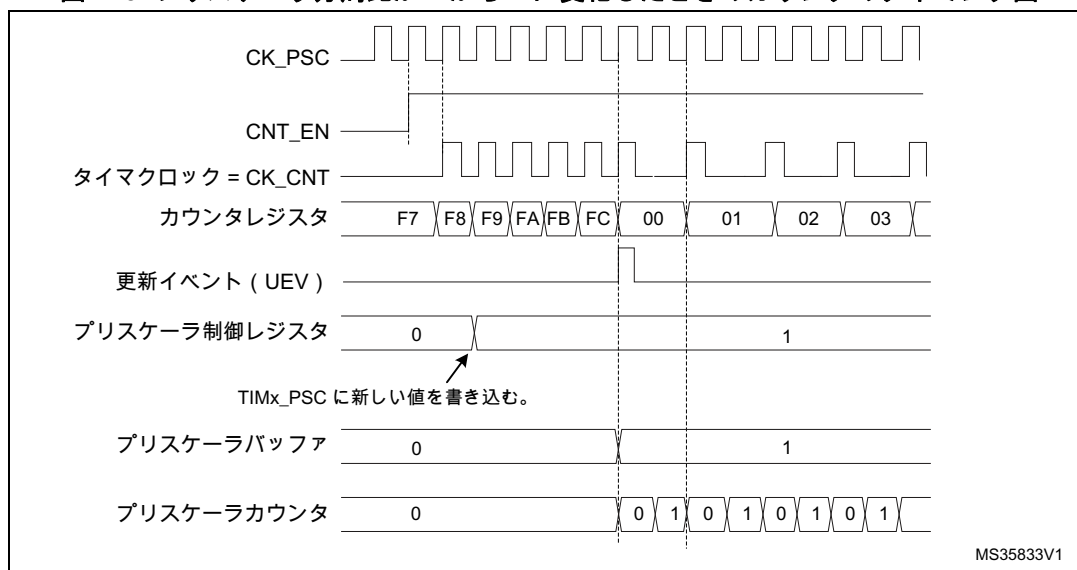 CK_PSC
CNT_EN
タイマクロック = CK_CNT
カウンタレジスタ F7 F8 F9 FA FB FC 00 01 02 03
更新イベント ( UEV )
プリスケーラ制御レジスタ 0 1
TIMx_PSC に新しい値を書き込む。
プリスケーラバッファ 0 1
プリスケーラカウンタ 0 0 1 0 1 0 1 0 1
MS35833V1